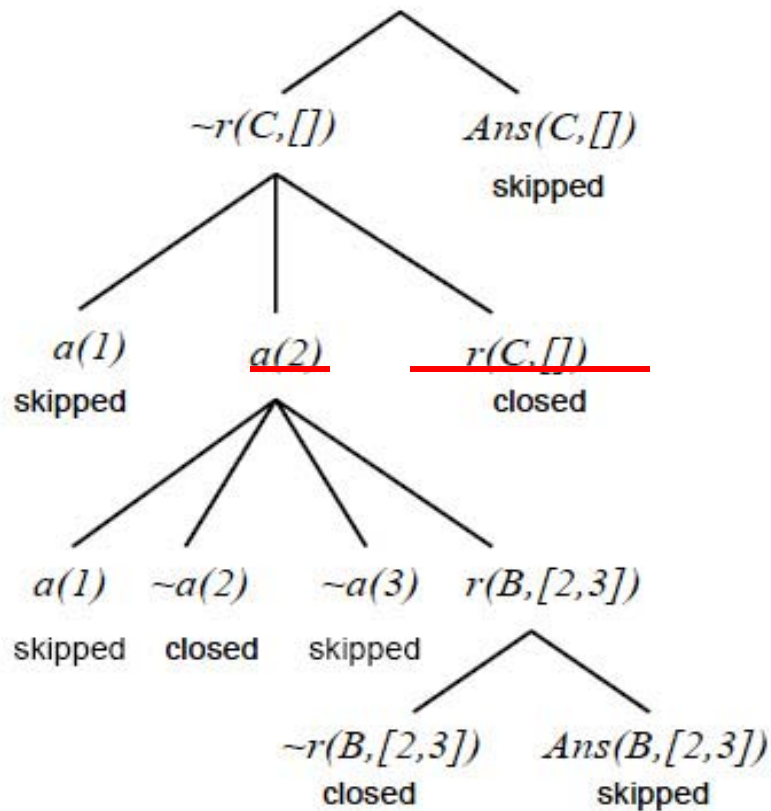 ~r(C,[]) Ans(C,[])
skipped
a(1) a(2) r(C,[])
skipped closed
a(1) ~a(2) ~a(3) r(B,[2,3])
skipped closed skipped
~r(B,[2,3]) Ans(B,[2,3])
closed skipped